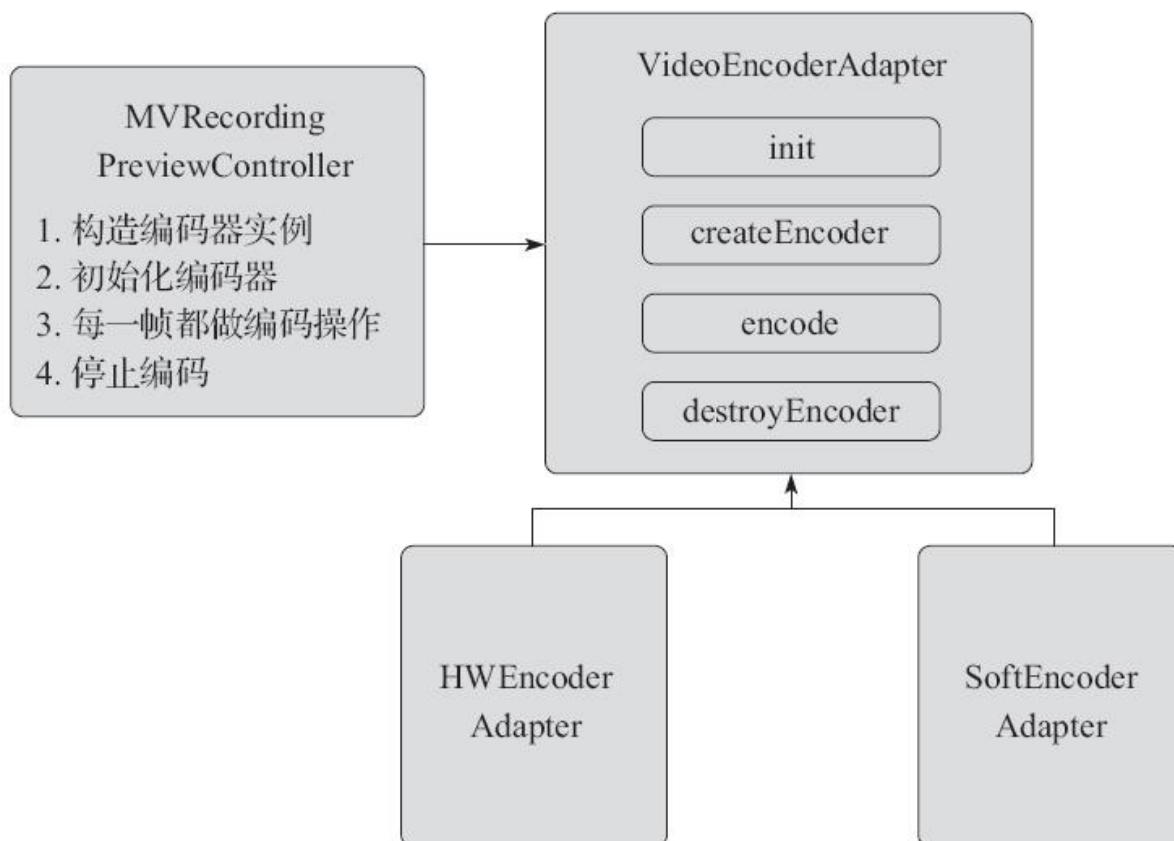 MVRecording
PreviewController
1. 构造编码器实例
2. 初始化编码器
3. 每一帧都做编码操作
4. 停止编码
VideoEncoderAdapter
init
createEncoder
encode
destroyEncoder
HWEncoder
Adapter
SoftEncoder
Adapter